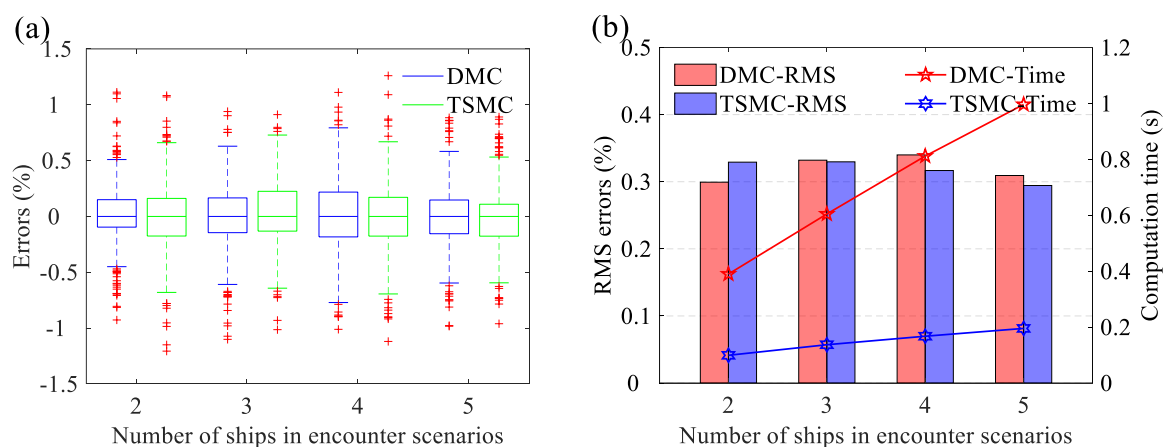 (a)
1.5
1
0.5
0
-0.5
-1
-1.5
Errors (%)
DMC
TSMC
2 3 4 5
Number of ships in encounter scenarios
(b)
0.5
0.4
0.3
0.2
0.1
0
RMS errors (%)
DMC-RMS
TSMC-RMS
DMC-Time
TSMC-Time
1.2
1
0.8
0.6
0.4
0.2
0
Computation time (s)
2 3 4 5
Number of ships in encounter scenarios